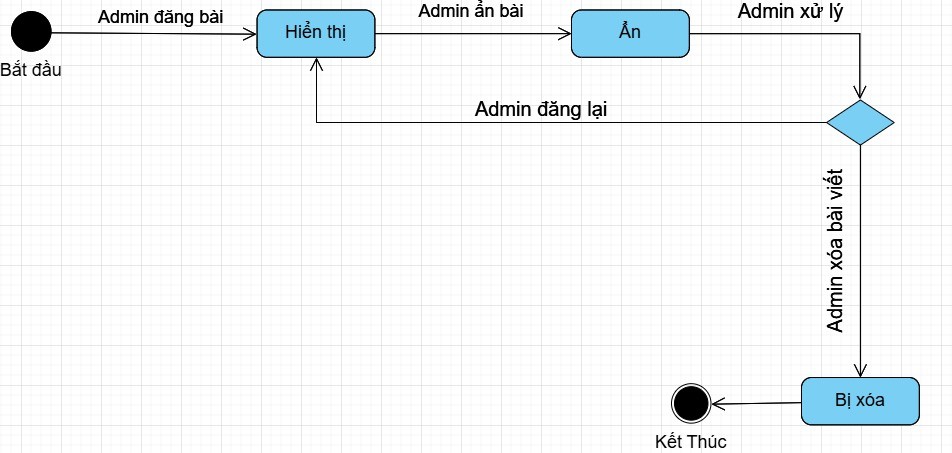 Admin đăng bài
Hiển thị
Admin ẩn bài
Ẩn
Admin xử lý
Bắt đầu
Admin đăng lại
Admin xóa bài viết
Bị xóa
Kết Thúc